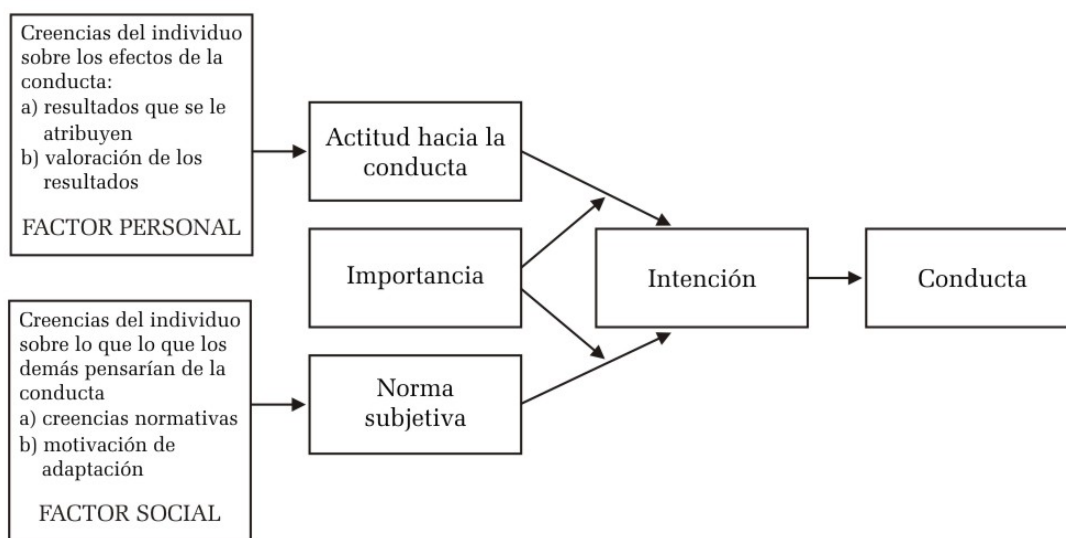 Creencias del individuo
sobre los efectos de la
conducta:
a) resultados que se le
atribuyen
b) valoración de los
resultados
FACTOR PERSONAL
Creencias del individuo
sobre lo que lo que los
demás pensarían de la
conducta
a) creencias normativas
b) motivación de
adaptación
FACTOR SOCIAL
Actitud hacia la
conducta
Importancia
Norma
subjetiva
Intención
Conducta